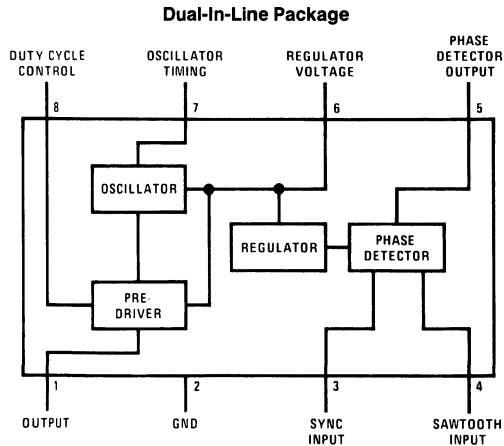 Dual-In-Line Package
DUTY CYCLE
CONTROL
OSCILLATOR
TIMING
REGULATOR
VOLTAGE
PHASE
DETECTOR
OUTPUT
8
7
6
5
OSCILLATOR
REGULATOR
PHASE
DETECTOR
PRE-
DRIVER
1
2
3
4
OUTPUT
GND
SYNC
INPUT
SAWTOOTH
INPUT